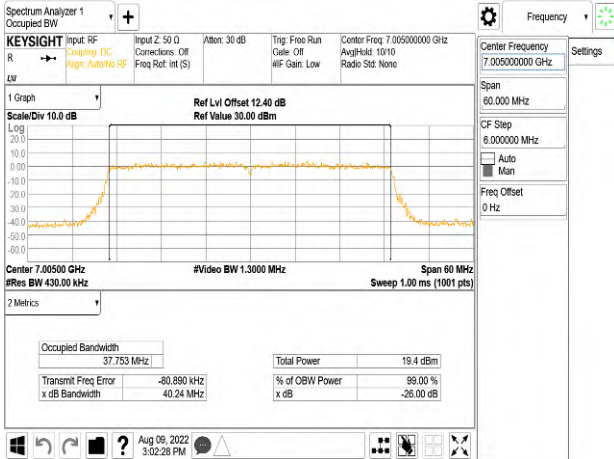 Spectrum Analyzer 1
Occupied BW
Frequency
KEYSIGHT
R
Input: RF
Coupling: DC
Align: Auto/No RF
Input Z: 50 Ω
Corrections: Off
Freq Ref: Int (S)
Atten: 30 dB
Trig: Free Run
Gate: Off
#IF Gain: Low
Center Freq: 7.005000000 GHz
Avg|Hold: 10/10
Radio Std: None
Center Frequency
7.005000000 GHz
Settings
Span
60.000 MHz
CF Step
6.000000 MHz
Auto
Man
Freq Offset
0 Hz
1 Graph
Scale/Div 10.0 dB
Ref Lvl Offset 12.40 dB
Ref Value 30.00 dBm
Log
20.0
10.0
0.00
-10.0
-20.0
-30.0
-40.0
-50.0
-60.0
Center 7.00500 GHz
#Video BW 1.3000 MHz
Span 60 MHz
#Res BW 430.00 kHz
Sweep 1.00 ms (1001 pts)
2 Metrics
Occupied Bandwidth
37.753 MHz
Total Power
19.4 dBm
Transmit Freq Error
-80.890 kHz
% of OBW Power
99.00 %
x dB Bandwidth
40.24 MHz
x dB
-26.00 dB
?
Aug 09, 2022
3:02:28 PM